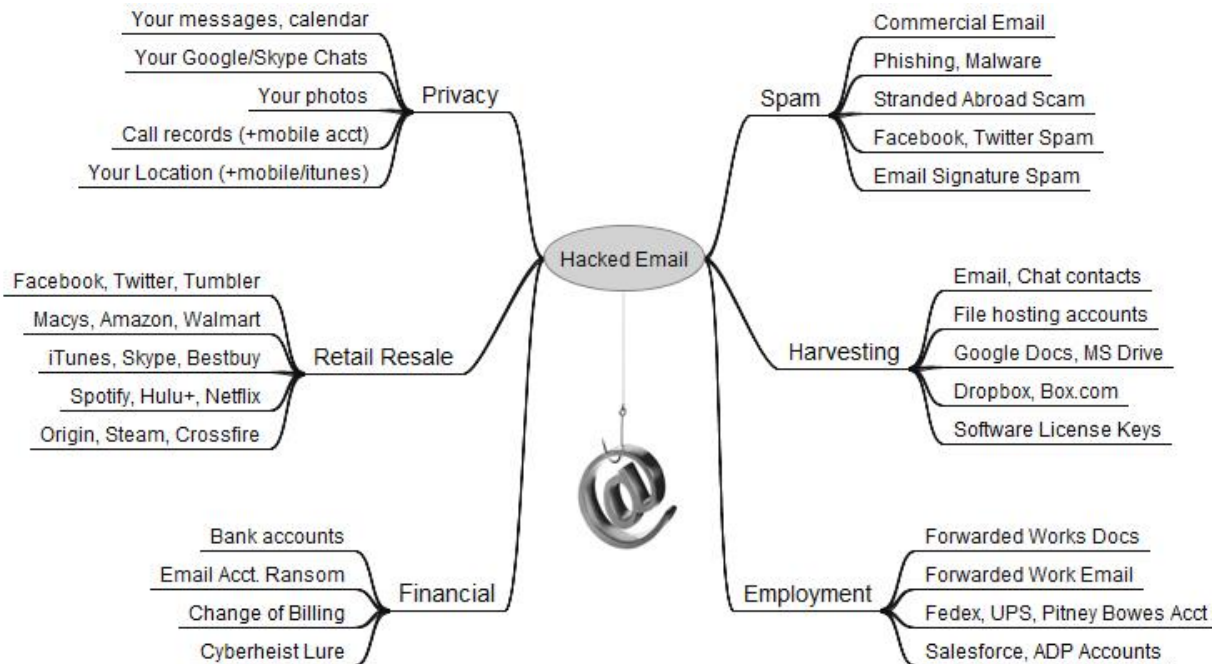 Your messages, calendar
Your Google/Skype Chats
Your photos
Call records (+mobile acct)
Your Location (+mobile/itunes)
Privacy
Facebook, Twitter, Tumbler
Macys, Amazon, Walmart
iTunes, Skype, Bestbuy
Spotify, Hulu+, Netflix
Origin, Steam, Crossfire
Retail Resale
Bank accounts
Email Acct. Ransom
Change of Billing
Cyberheist Lure
Financial
Hacked Email
@
Spam
Commercial Email
Phishing, Malware
Stranded Abroad Scam
Facebook, Twitter Spam
Email Signature Spam
Harvesting
Email, Chat contacts
File hosting accounts
Google Docs, MS Drive
Dropbox, Box.com
Software License Keys
Employment
Forwarded Works Docs
Forwarded Work Email
Fedex, UPS, Pitney Bowes Acct
Salesforce, ADP Accounts